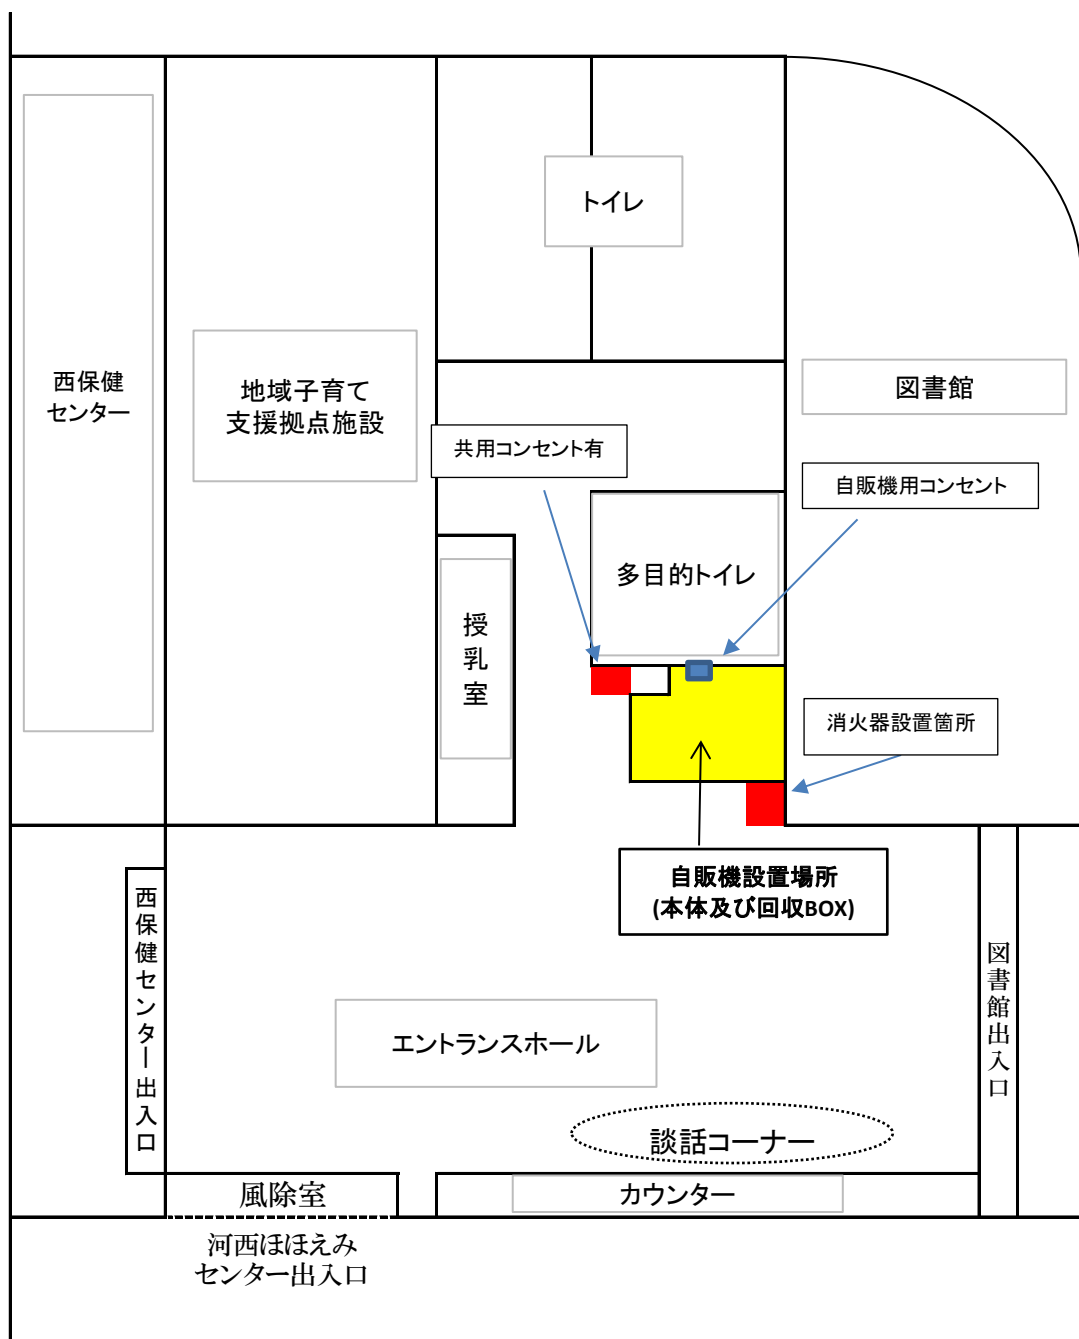 トイレ
西保健
センター
地域子育て
支援拠点施設
図書館
共用コンセント有
自販機用コンセント
多目的トイレ
授
乳
室
消火器設置箇所
自販機設置場所
(本体及び回収BOX)
西保健センター出入口
図書館出入口
エントランスホール
談話コーナー
風除室
カウンター
河西ほほえみ
センター出入口